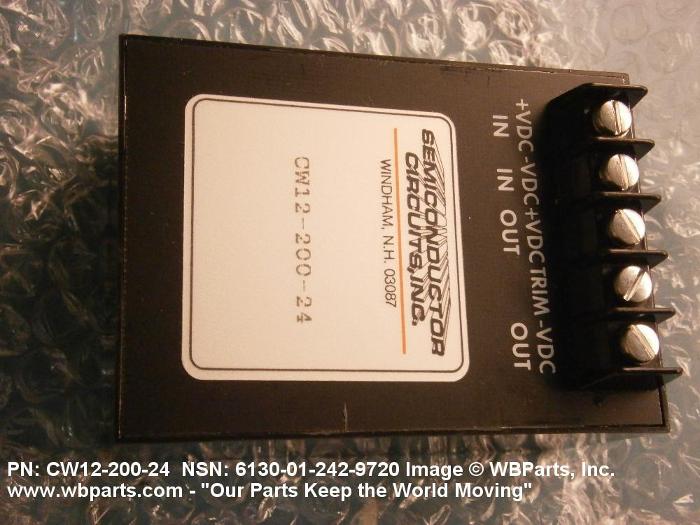 SEMICONDUCTOR
CIRCUITS, INC.
WINDHAM, N.H. 03087
CW12-200-24
+VDC -VDC +VDC TRIM -VDC
IN IN OUT OUT
PN: CW12-200-24 NSN: 6130-01-242-9720 Image © WBParts, Inc.
www.wbparts.com - "Our Parts Keep the World Moving"